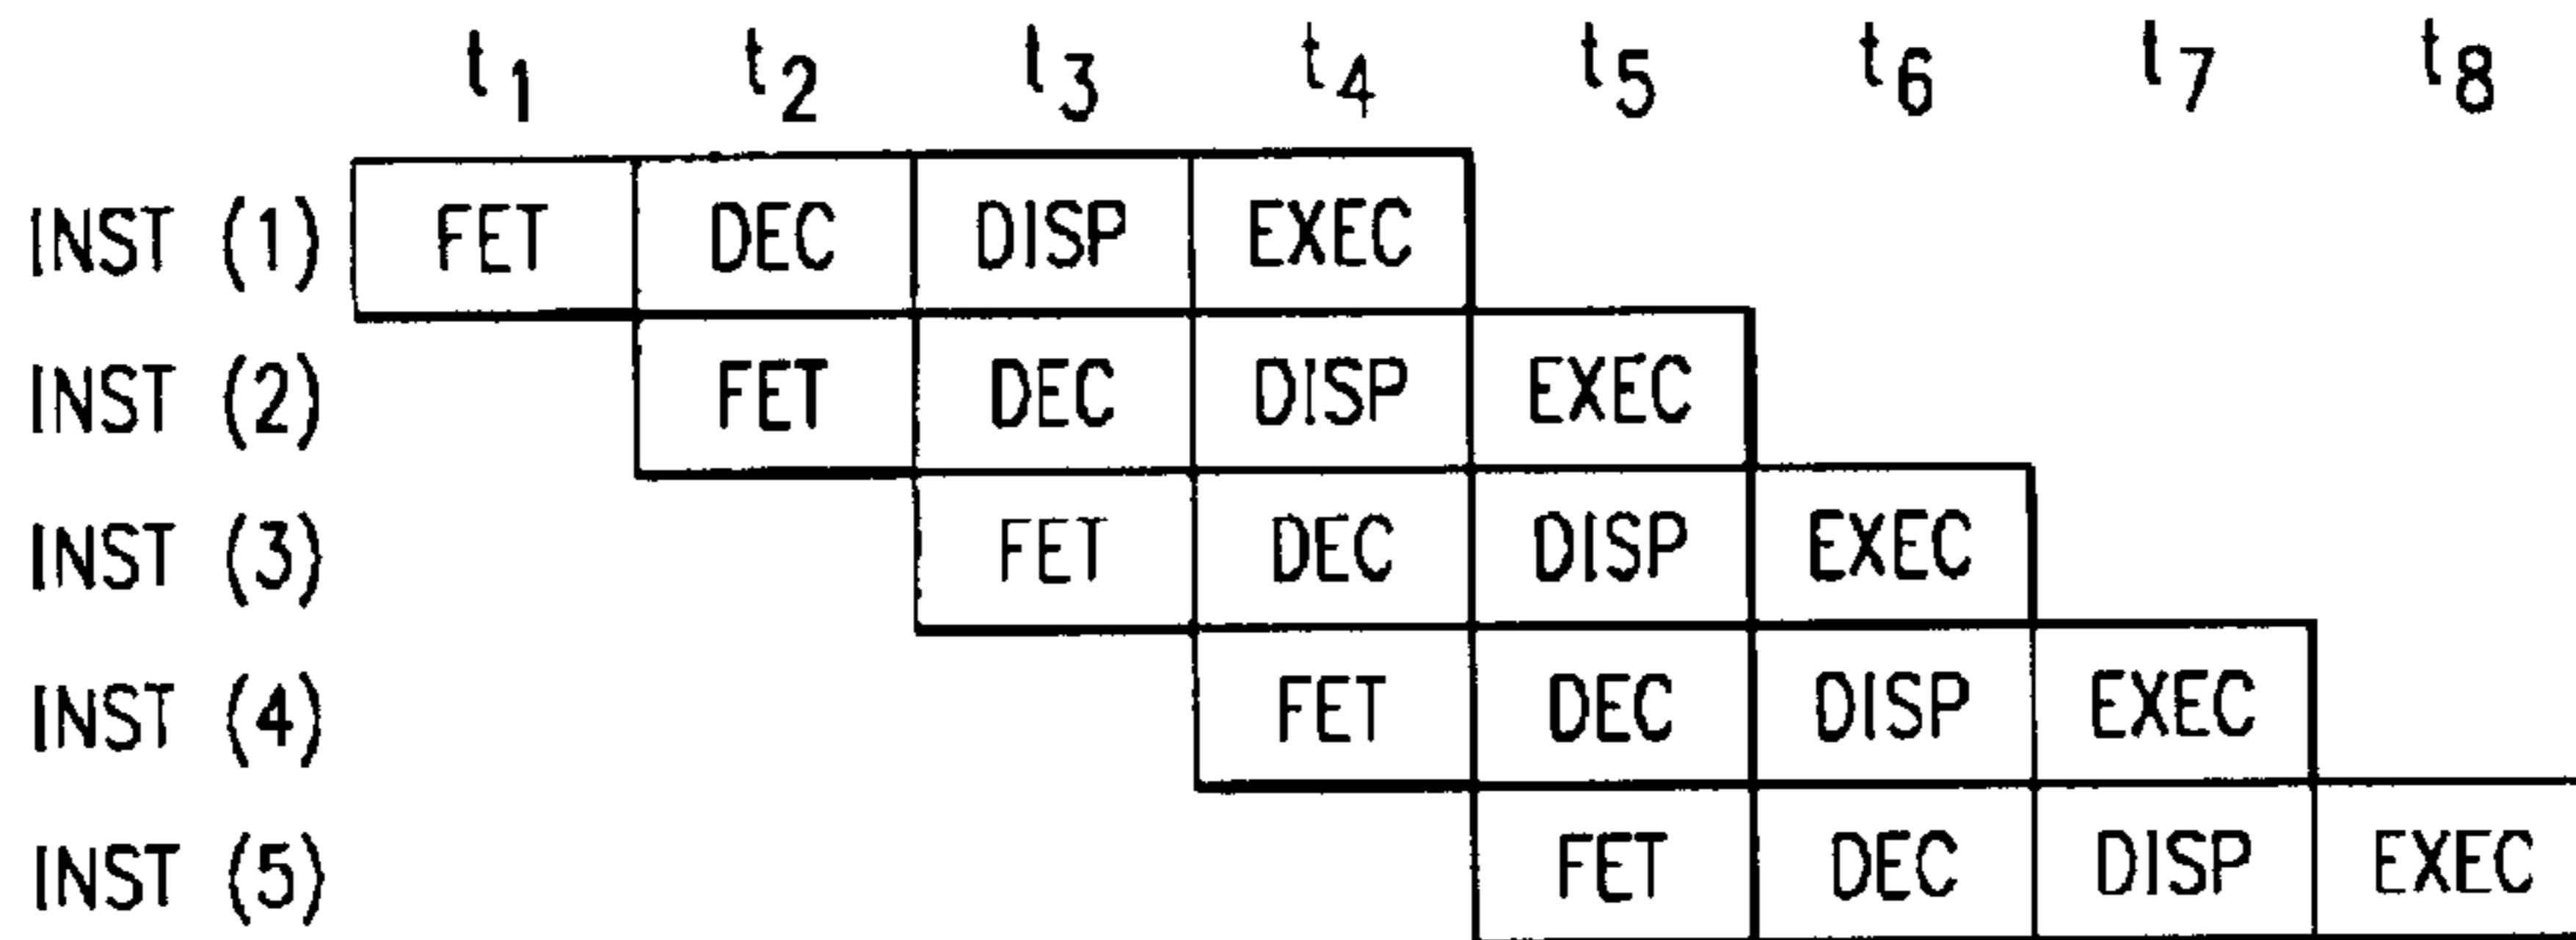 t1 t2 t3 t4 t5 t6 t7 t8
INST (1) FET DEC DISP EXEC
INST (2) FET DEC DISP EXEC
INST (3) FET DEC DISP EXEC
INST (4) FET DEC DISP EXEC
INST (5) FET DEC DISP EXEC